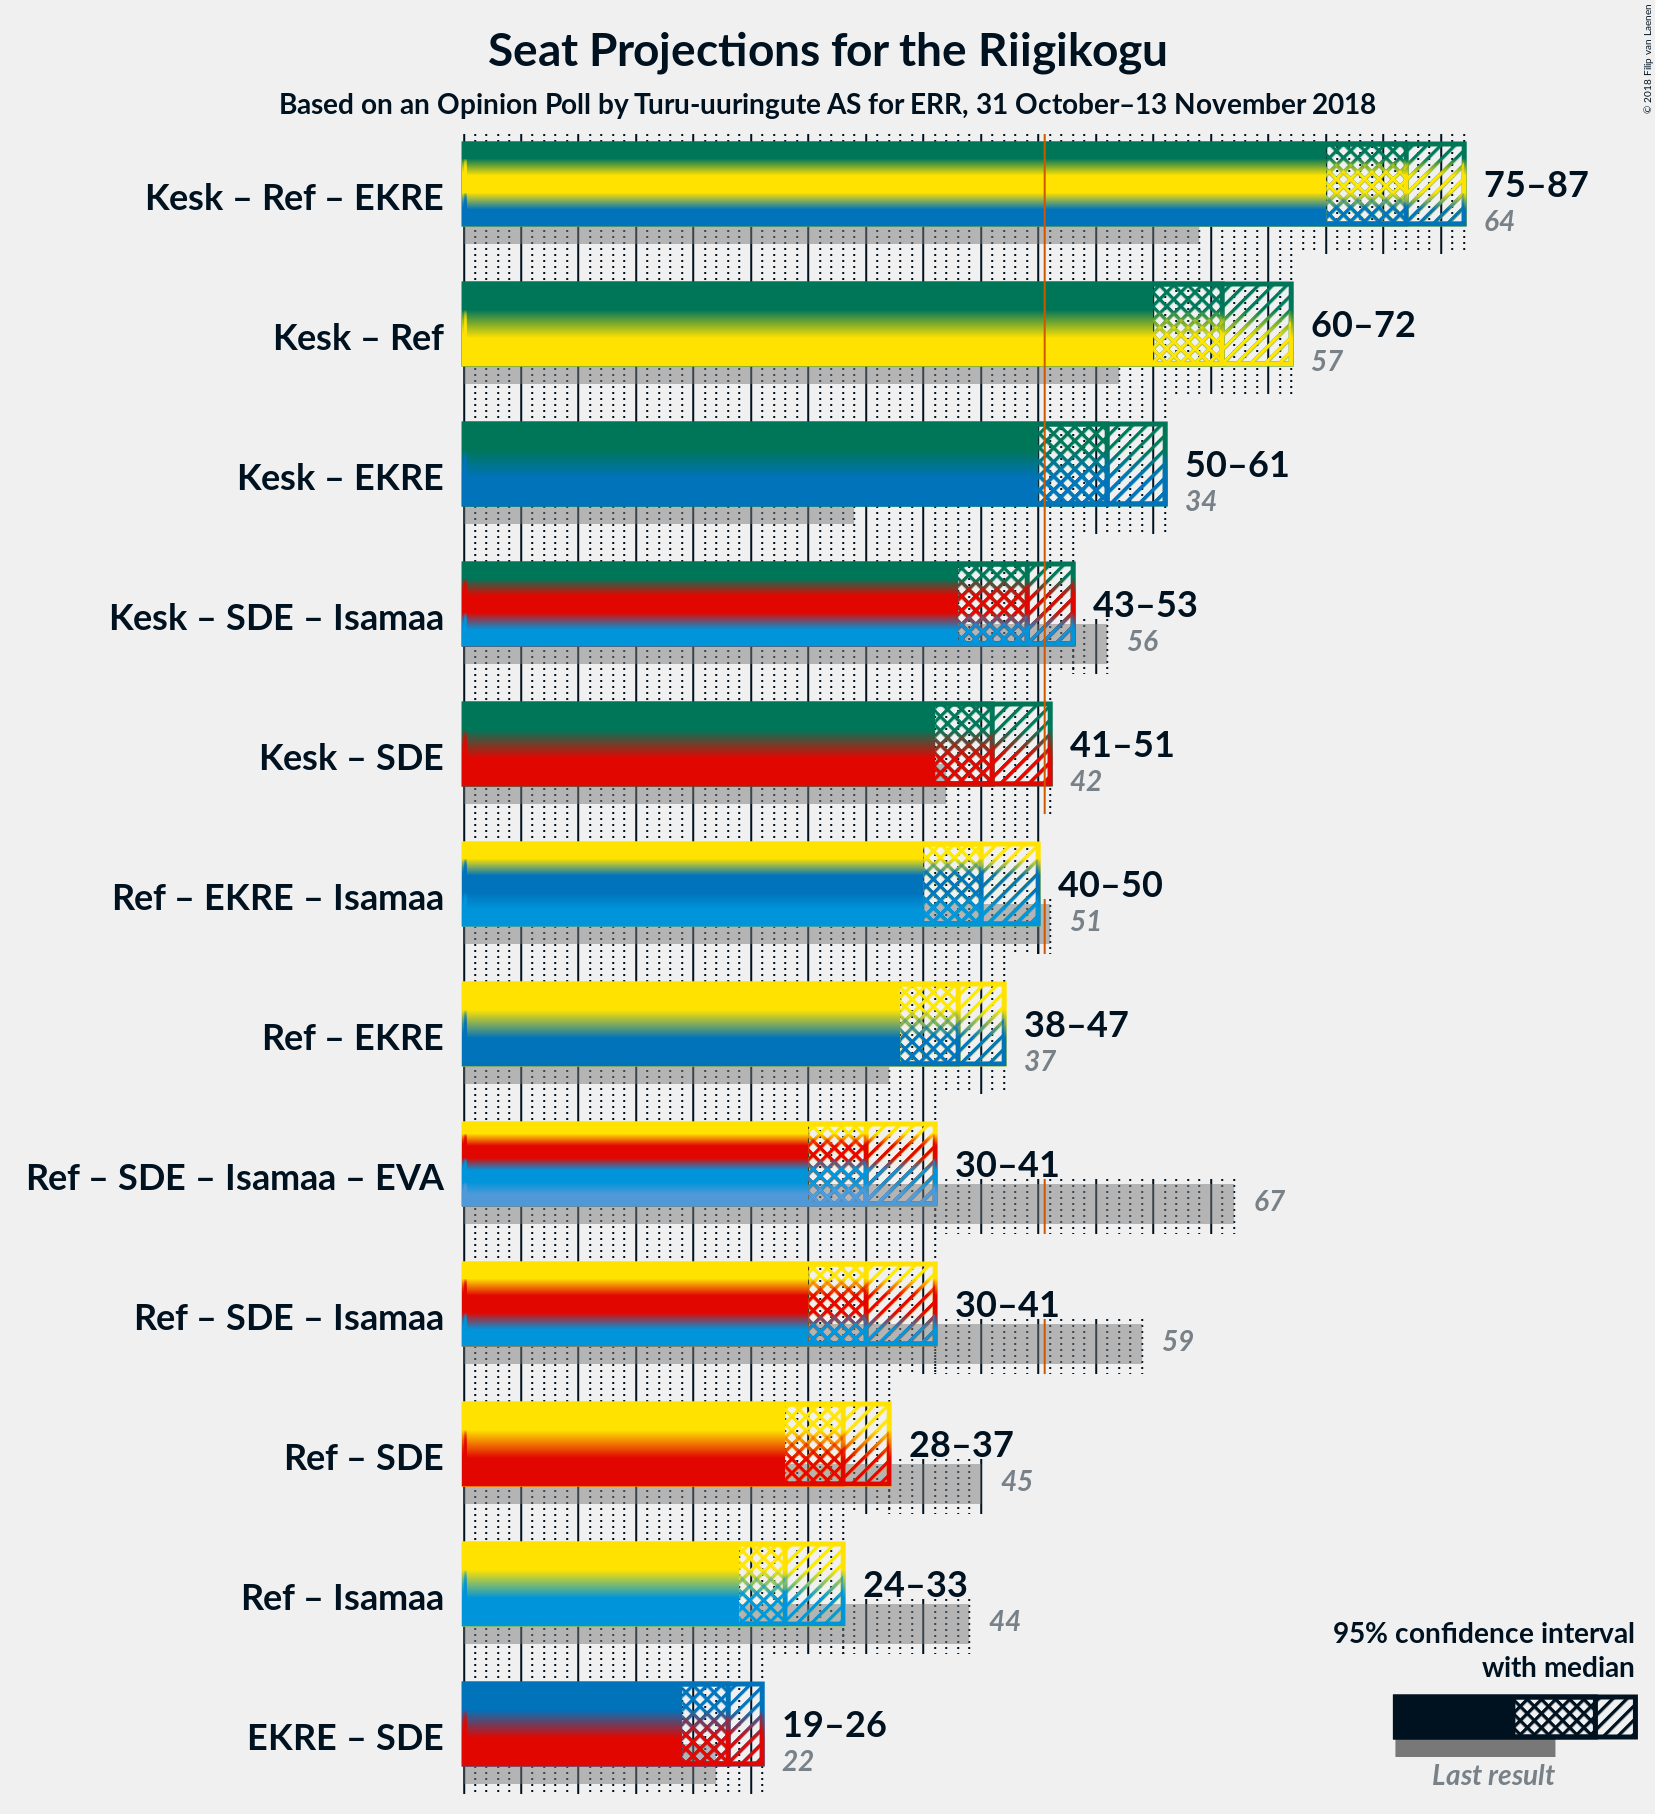 Seat Projections for the Riigikogu
Based on an Opinion Poll by Turu-uuringute AS for ERR, 31 October–13 November 2018
© 2018 Filip van Laenen
Kesk – Ref – EKRE
75–87
64
Kesk – Ref
60–72
57
Kesk – EKRE
50–61
34
Kesk – SDE – Isamaa
43–53
56
Kesk – SDE
41–51
42
Ref – EKRE – Isamaa
40–50
51
Ref – EKRE
38–47
37
Ref – SDE – Isamaa – EVA
30–41
67
Ref – SDE – Isamaa
30–41
59
Ref – SDE
28–37
45
Ref – Isamaa
24–33
44
EKRE – SDE
19–26
22
95% confidence interval
with median
Last result